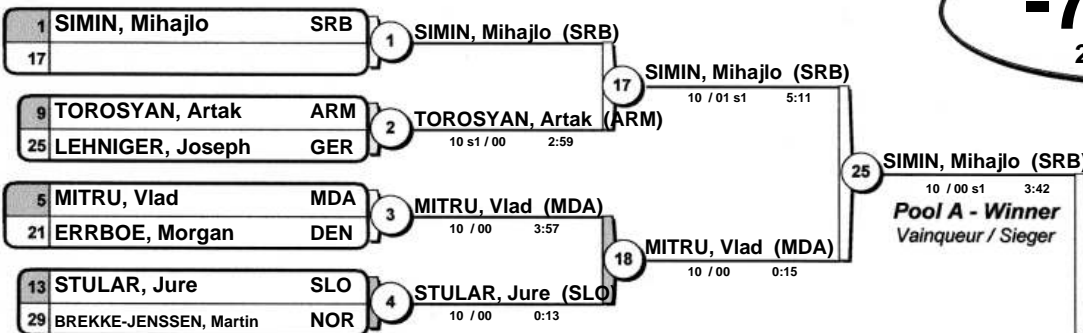 1 SIMIN, Mihajlo SRB
17
1
SIMIN, Mihajlo (SRB)
9 TOROSYAN, Artak ARM
25 LEHNIGER, Joseph GER
2
TOROSYAN, Artak (ARM)
10 s1 / 00 2:59
17
SIMIN, Mihajlo (SRB)
10 / 01 s1 5:11
5 MITRU, Vlad MDA
21 ERRBOE, Morgan DEN
3
MITRU, Vlad (MDA)
10 / 00 3:57
13 STULAR, Jure SLO
29 BREKKE-JENSSEN, Martin NOR
4
STULAR, Jure (SLO
10 / 00 0:13
18
MITRU, Vlad (MDA)
10 / 00 0:15
25
SIMIN, Mihajlo (SRB)
10 / 00 s1 3:42
Pool A - Winner
Vainqueur / Sieger
-7
2